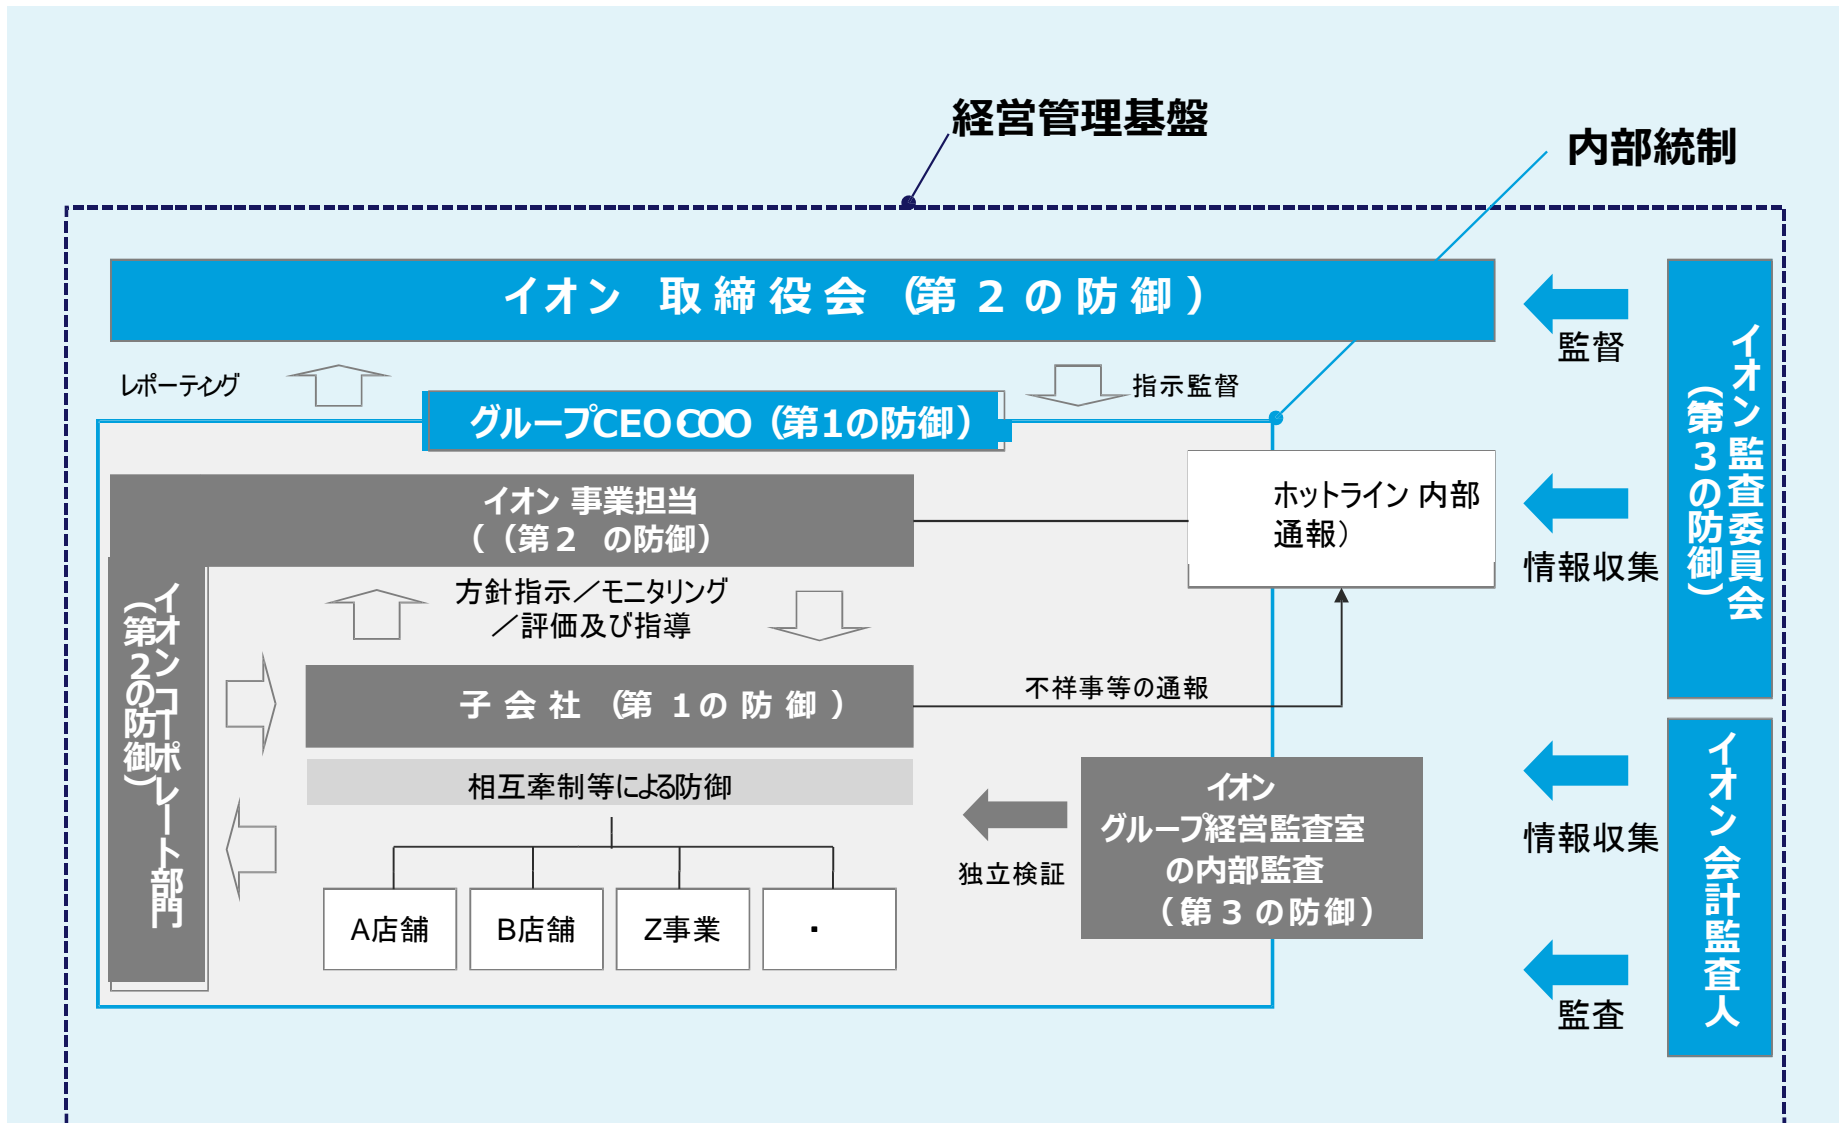 経営管理基盤
内部統制
イオン 取締役会（第２の防御）
監督
レポーティング
指示監督
グループCEO・COO（第1の防御）
イオン監査委員会
（第３の防御）
イオン 事業担当
（（第２ の防御）
ホットライン 内部
通報）
情報収集
方針指示／モニタリング
／評価及び指導
イオンコーポレート部門
（第２の防御）
子会社（第１の防御）
不祥事等の通報
相互牽制等による防御
イオン
グループ経営監査室
の内部監査
（第３の防御）
独立検証
情報収集
イオン会計監査人
A店舗
B店舗
Z事業
・
監査